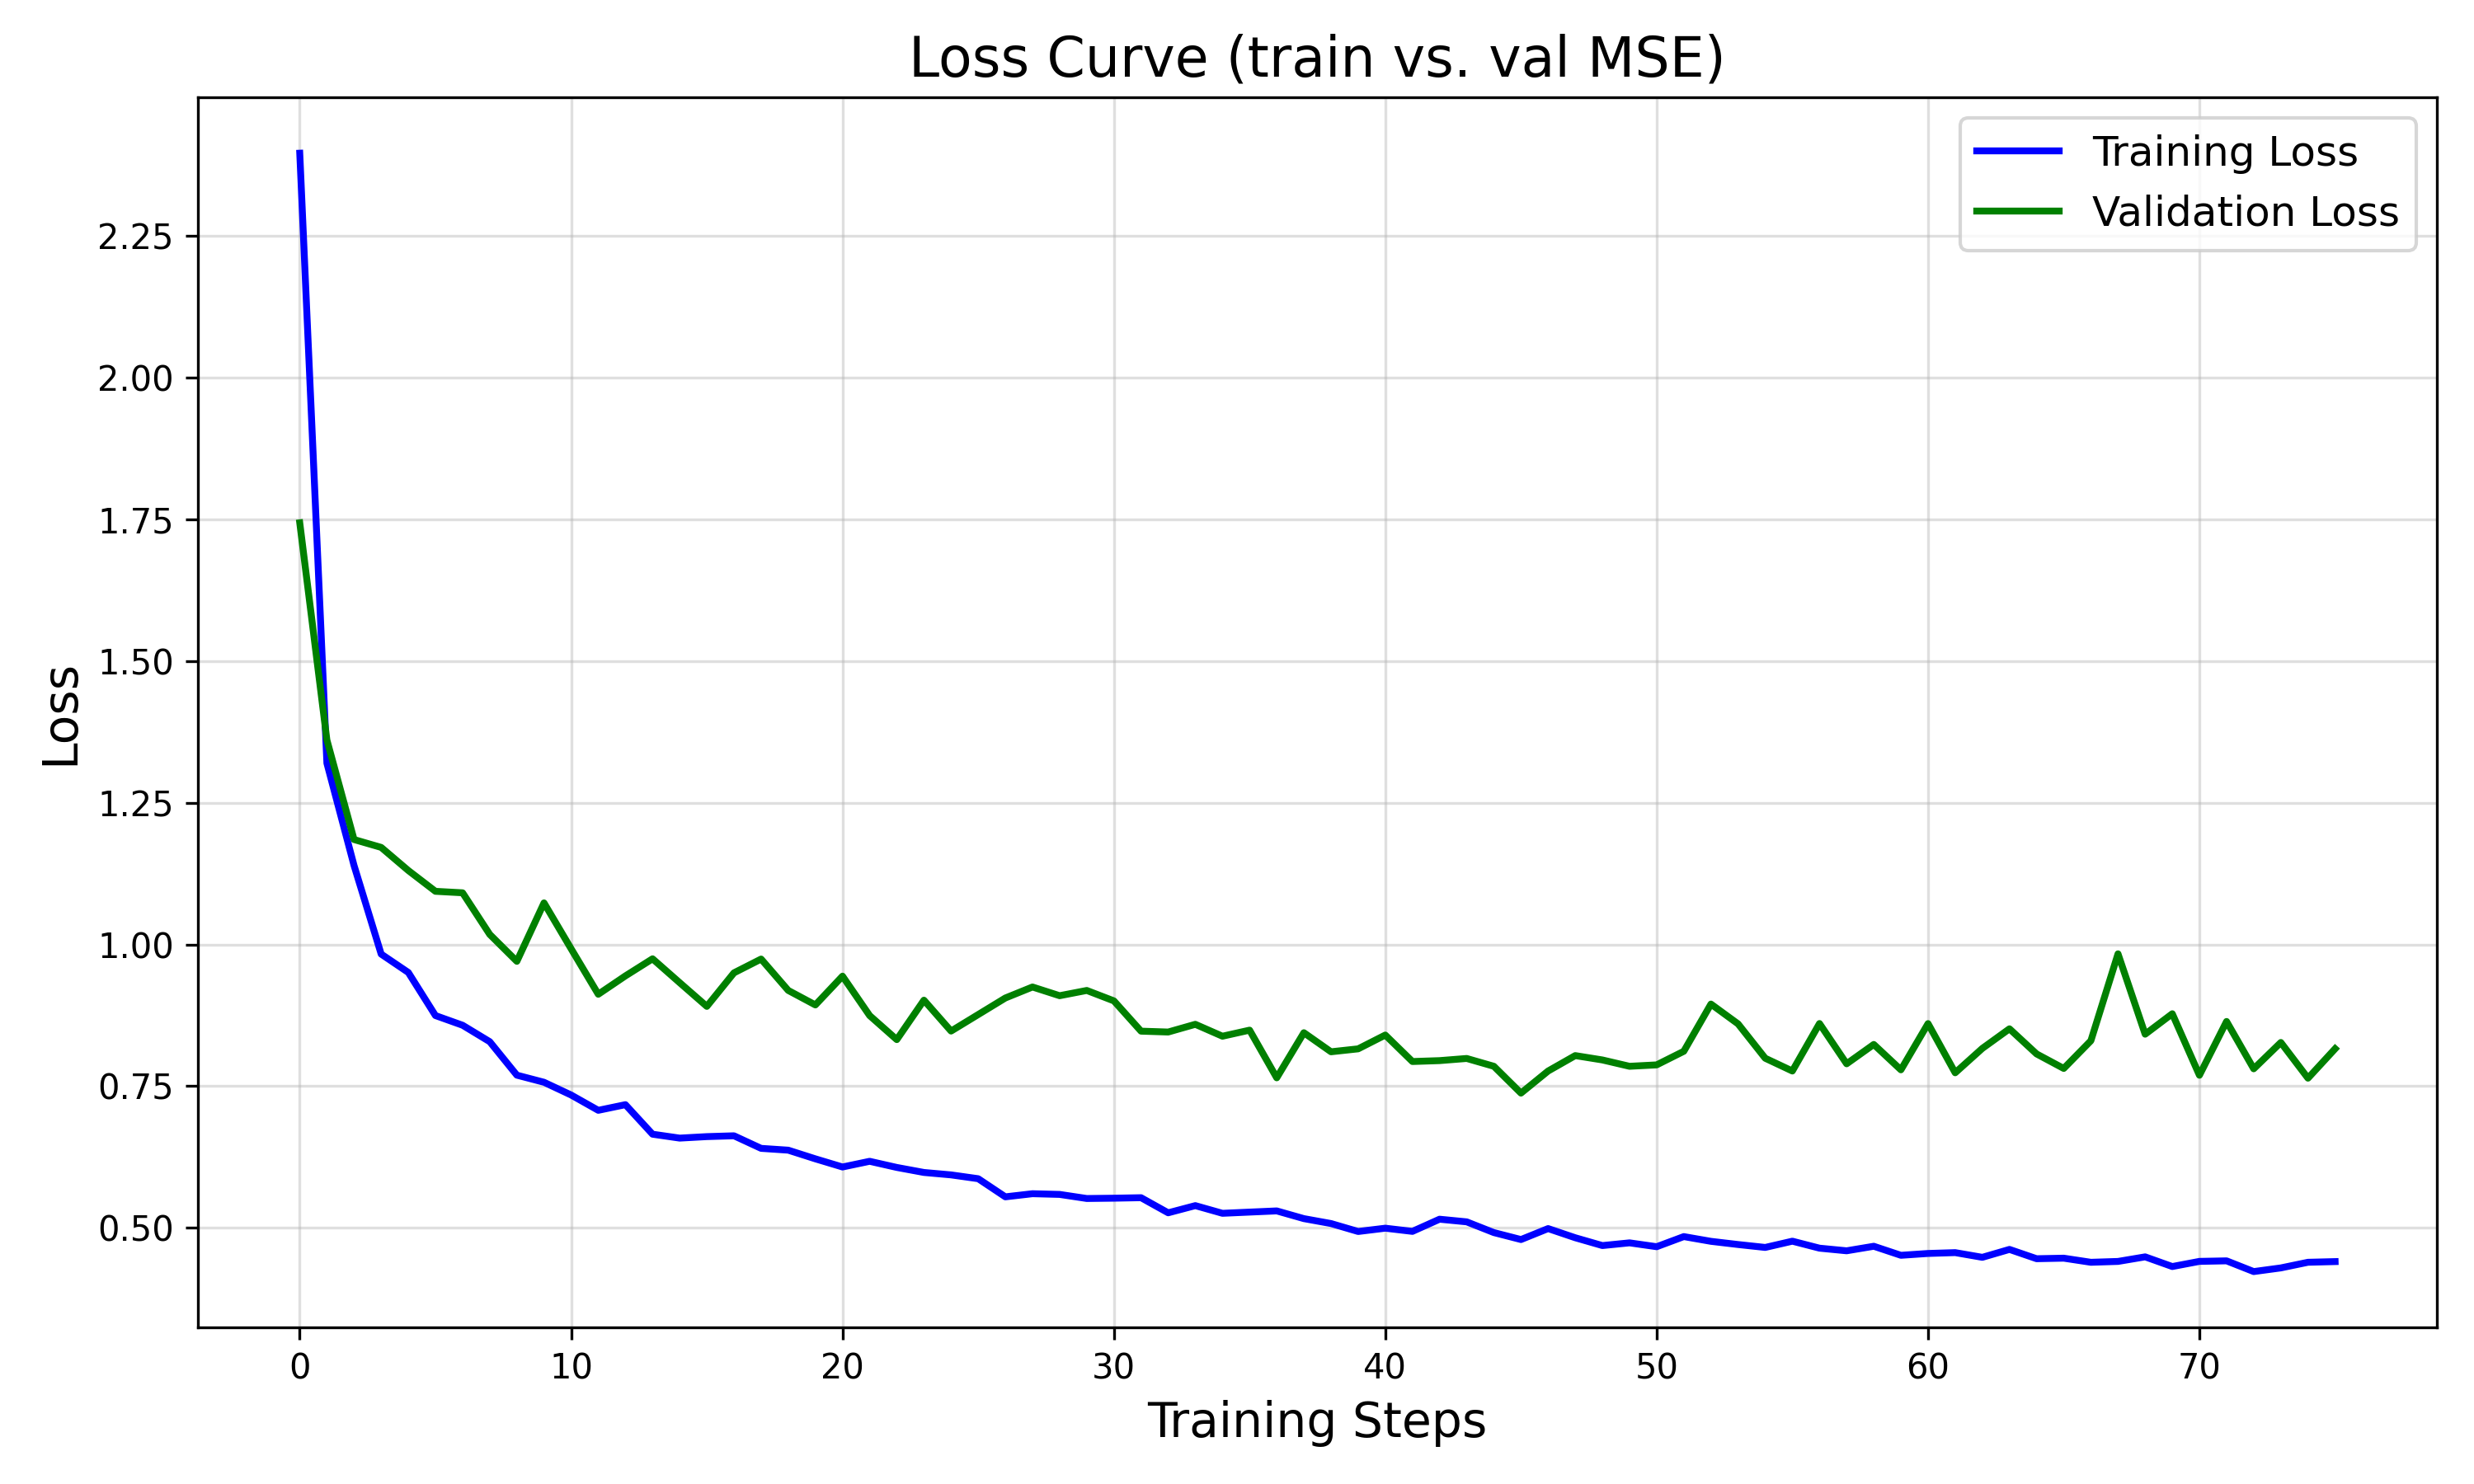 Loss Curve (train vs. val MSE)
Training Loss
Validation Loss
2.25
2.00
1.75
1.50
1.25
1.00
0.75
0.50
Loss
0 10 20 30 40 50 60 70
Training Steps